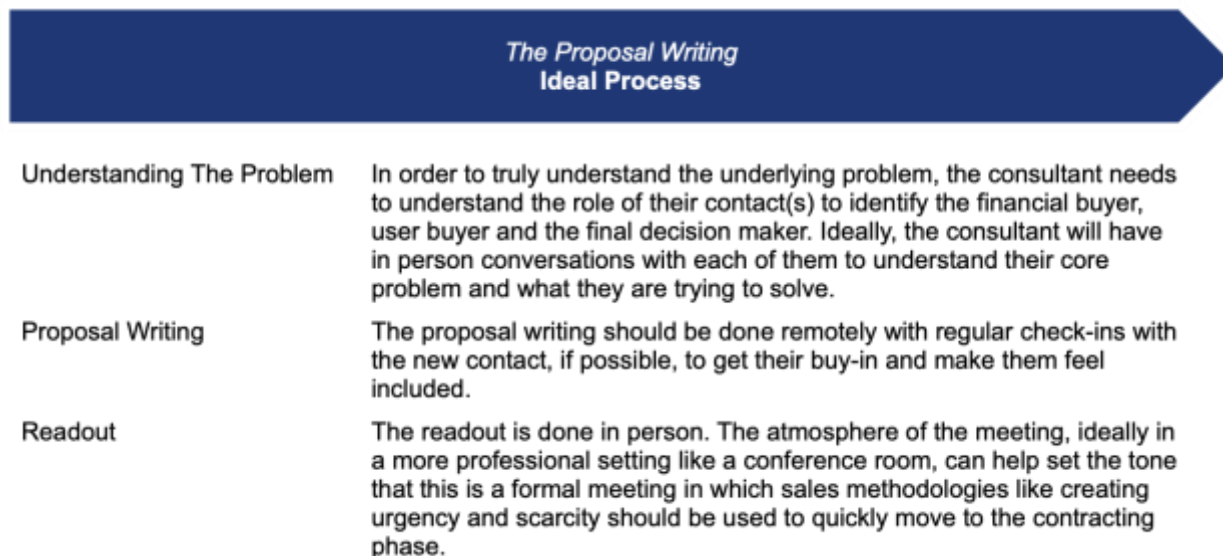 The Proposal Writing
Ideal Process
Understanding The Problem
In order to truly understand the underlying problem, the consultant needs
to understand the role of their contact(s) to identify the financial buyer,
user buyer and the final decision maker. Ideally, the consultant will have
in person conversations with each of them to understand their core
problem and what they are trying to solve.
Proposal Writing
The proposal writing should be done remotely with regular check-ins with
the new contact, if possible, to get their buy-in and make them feel
included.
Readout
The readout is done in person. The atmosphere of the meeting, ideally in
a more professional setting like a conference room, can help set the tone
that this is a formal meeting in which sales methodologies like creating
urgency and scarcity should be used to quickly move to the contracting
phase.